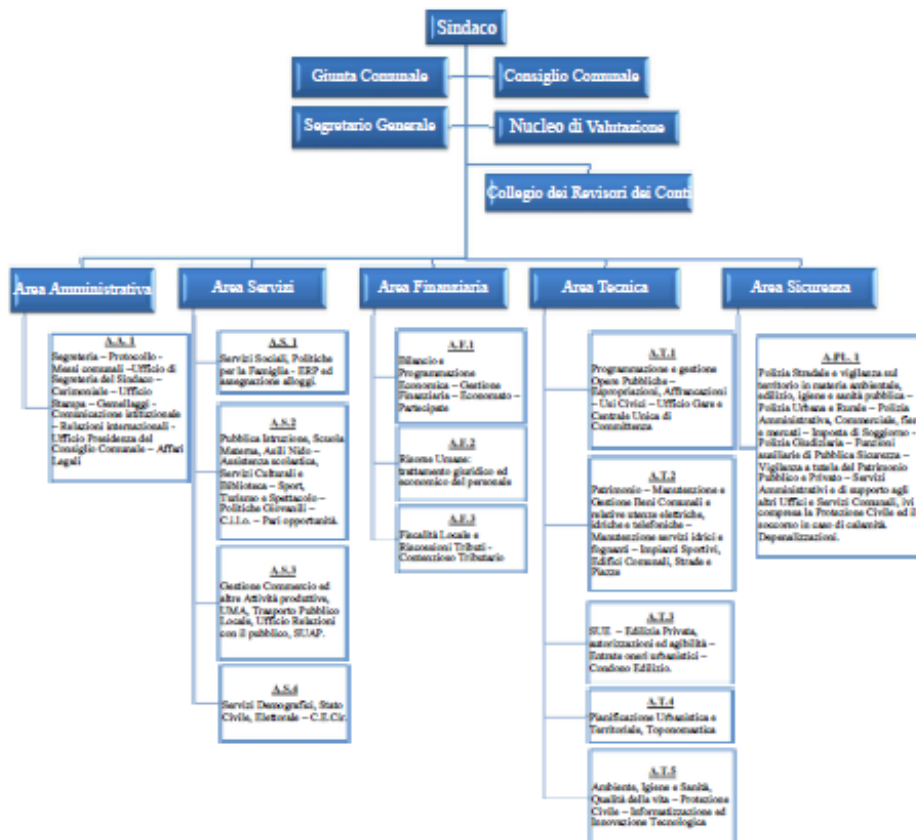 Sindaco
Giunta Comunale
Consiglio Comunale
Segretario Generale
Nucleo di Valutazione
Collegio dei Revisori dei Conti
Area Amministrativa
Area Servizi
Area Finanziaria
Area Tecnica
Area Sicurezza
A.A. 1
Segreteria – Protocollo -
Messi comunali –Ufficio di
Segreteria del Sindaco –
Cerimoniale – Ufficio
Stampa – Gemellaggi -
Comunicazione istituzionale
– Relazioni internazionali -
Ufficio Presidenza del
Consiglio Comunale – Affari
Legali
A.S. 1
Servizi Sociali, Politiche
per la Famiglia - ERP ed
assegnazione alloggi.
A.S.2
Pubblica Istruzione, Scuola
Materna, Asili Nido –
Assistenza scolastica,
Servizi Culturali e
Biblioteca – Sport,
Turismo e Spettacolo –
Politiche Giovanili –
C.i.l.o. – Pari opportunità.
A.S.3
Gestione Commercio ed
altre Attività produttive,
UMA, Trasporto Pubblico
Locale, Ufficio Relazioni
con il pubblico, SUAP.
A.S.4
Servizi Demografici, Stato
Civile, Elettorale – C.E.Cir.
A.F.1
Bilancio e
Programmazione
Economica – Gestione
Finanziaria – Economato –
Partecipate
A.F.2
Risorse Umane:
trattamento giuridico ed
economico del personale
A.F.3
Fiscalità Locale e
Riscossioni Tributi -
Contenzioso Tributario
A.T.1
Programmazione e gestione
Opere Pubbliche –
Espropriazioni, Affrancazioni
– Usi Civici – Ufficio Gare e
Centrale Unica di
Committenza
A.T.2
Patrimonio – Manutenzione e
Gestione Beni Comunali e
relative utenze elettriche,
idriche e telefoniche –
Manutenzione servizi idrici e
fognanti – Impianti Sportivi,
Edifici Comunali, Strade e
Piazze
A.T.3
SUE – Edilizia Privata,
autorizzazioni ed agibilità –
Entrate oneri urbanistici –
Condono Edilizio.
A.T.4
Pianificazione Urbanistica e
Territoriale, Toponomastica
A.T.5
Ambiente, Igiene e Sanità,
Qualità della vita – Protezione
Civile – Informatizzazione ed
Innovazione Tecnologica
A.PL. 1
Polizia Stradale e vigilanza sul
territorio in materia ambientale,
edilizio, igiene e sanità pubblica –
Polizia Urbana e Rurale – Polizia
Amministrativa, Commerciale, fiere
e mercati – Imposta di Soggiorno –
Polizia Giudiziaria – Funzioni
ausiliarie di Pubblica Sicurezza –
Vigilanza a tutela del Patrimonio
Pubblico e Privato – Servizi
Amministrativi e di supporto agli
altri Uffici e Servizi Comunali, ivi
compresa la Protezione Civile ed il
soccorso in caso di calamità
Depenalizzazioni.